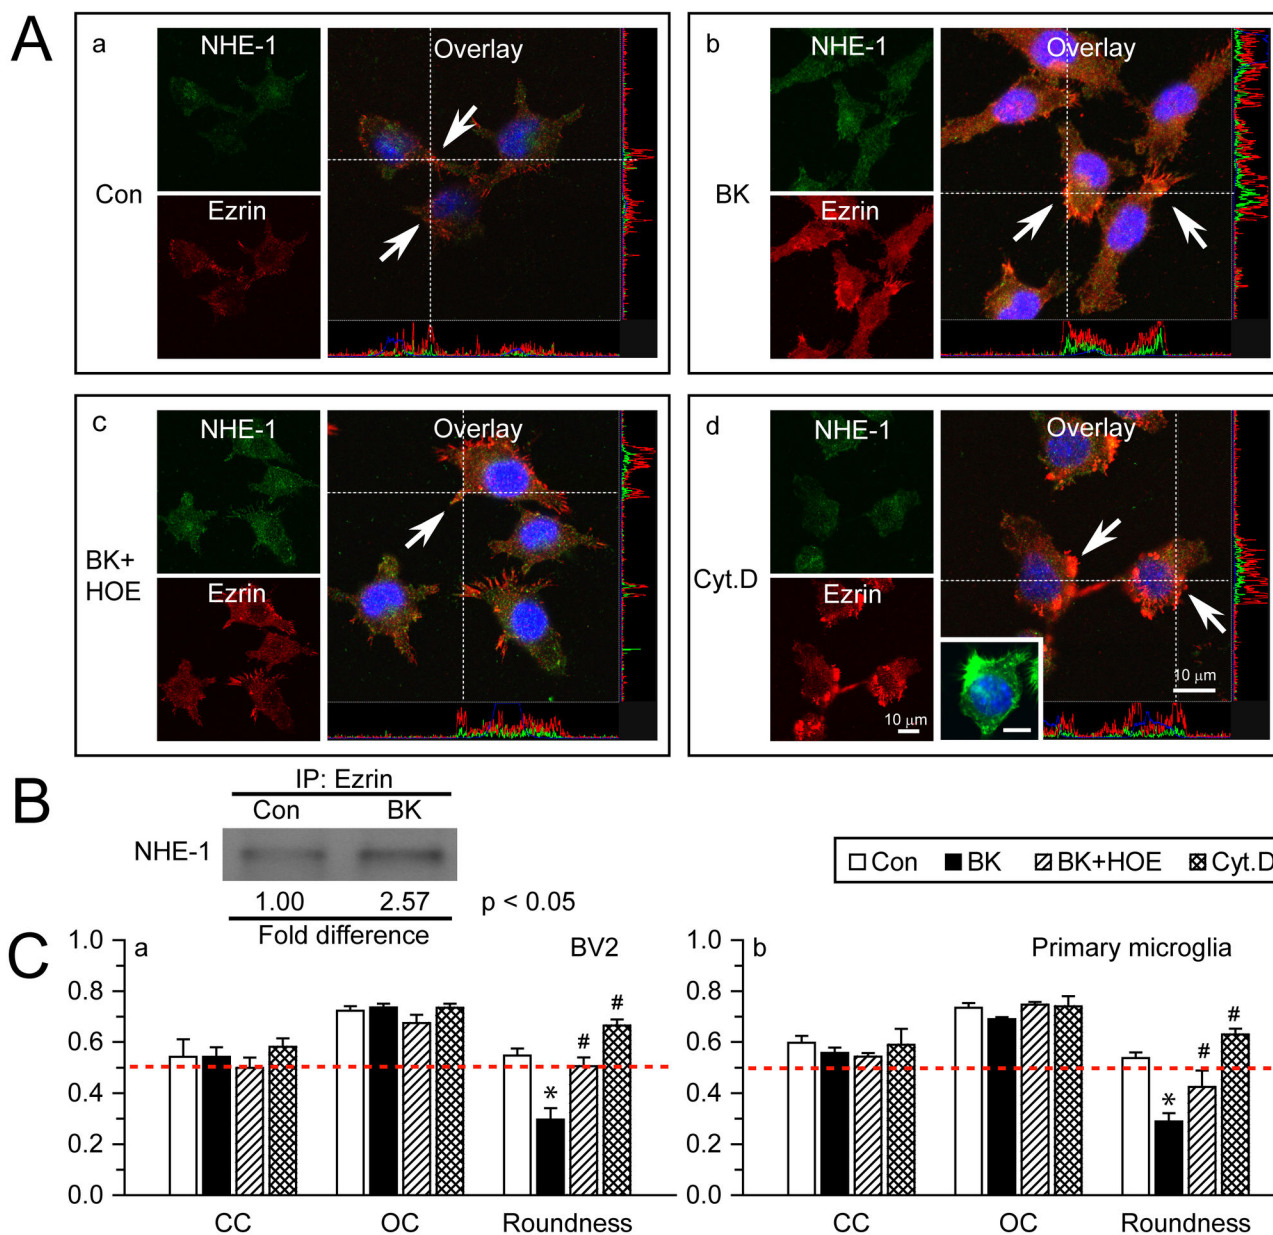 A
a
NHE-1
Overlay
Con
Ezrin
b
NHE-1
Overlay
BK
Ezrin
c
NHE-1
Overlay
BK+
HOE
Ezrin
d
NHE-1
Overlay
Cyt.D
Ezrin
10 μm
10 μm
B
IP: Ezrin
Con BK
NHE-1
1.00 2.57 p < 0.05
Fold difference
Con BK BK+HOE Cyt.D
C
a
BV2
1.0
0.8
0.6
0.4
0.2
0.0
*
#
#
CC OC Roundness
b
Primary microglia
1.0
0.8
0.6
0.4
0.2
0.0
*
#
#
CC OC Roundness